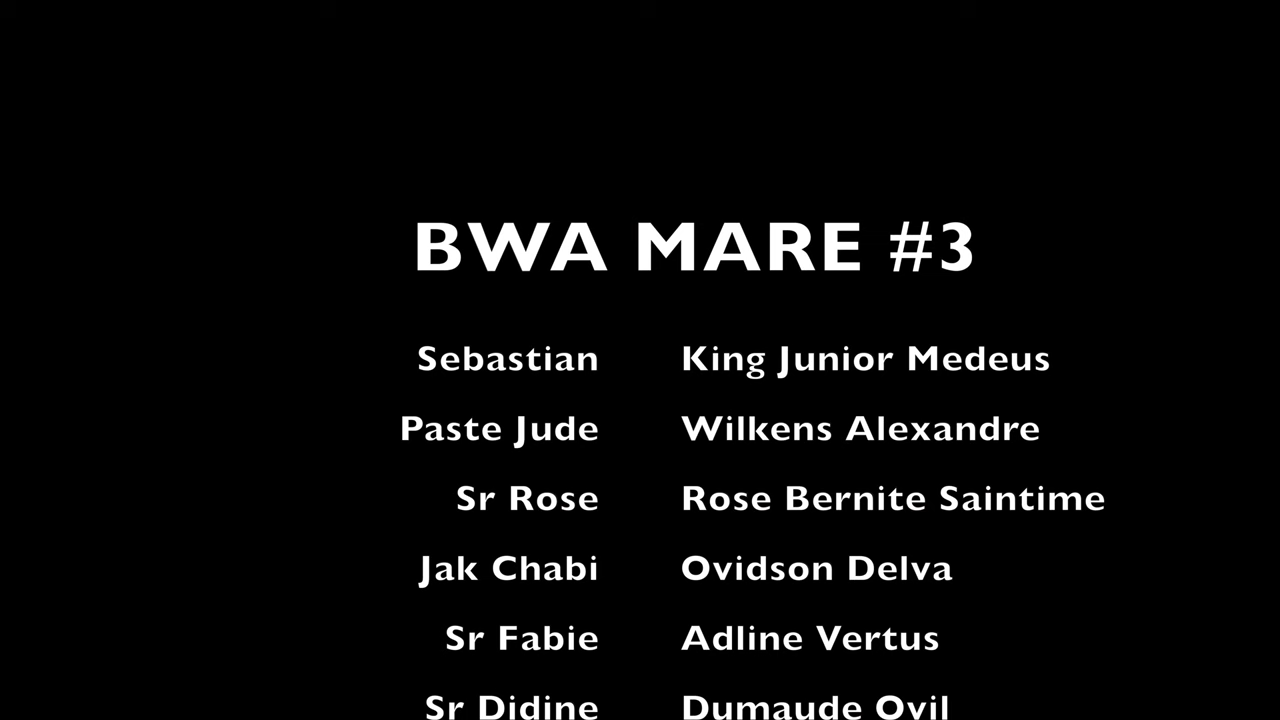 BWA MARE #3
Sebastian King Junior Medeus
Paste Jude Wilkens Alexandre
Sr Rose Rose Bernite Saintime
Jak Chabi Ovidson Delva
Sr Fabie Adline Vertus
Sr Didine Dumaude Ovil